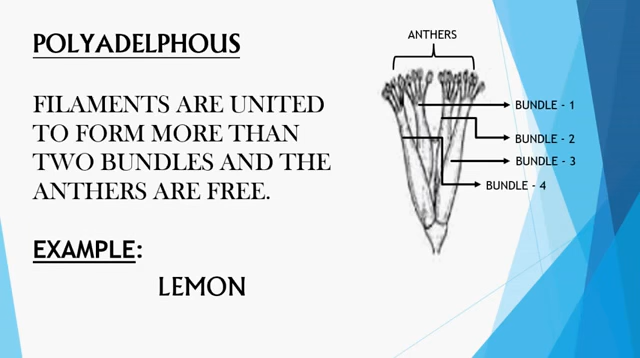 POLYADELPHOUS
FILAMENTS ARE UNITED
TO FORM MORE THAN
TWO BUNDLES AND THE
ANTHERS ARE FREE.
EXAMPLE:
LEMON
ANTHERS
BUNDLE - 1
BUNDLE - 2
BUNDLE - 3
BUNDLE - 4